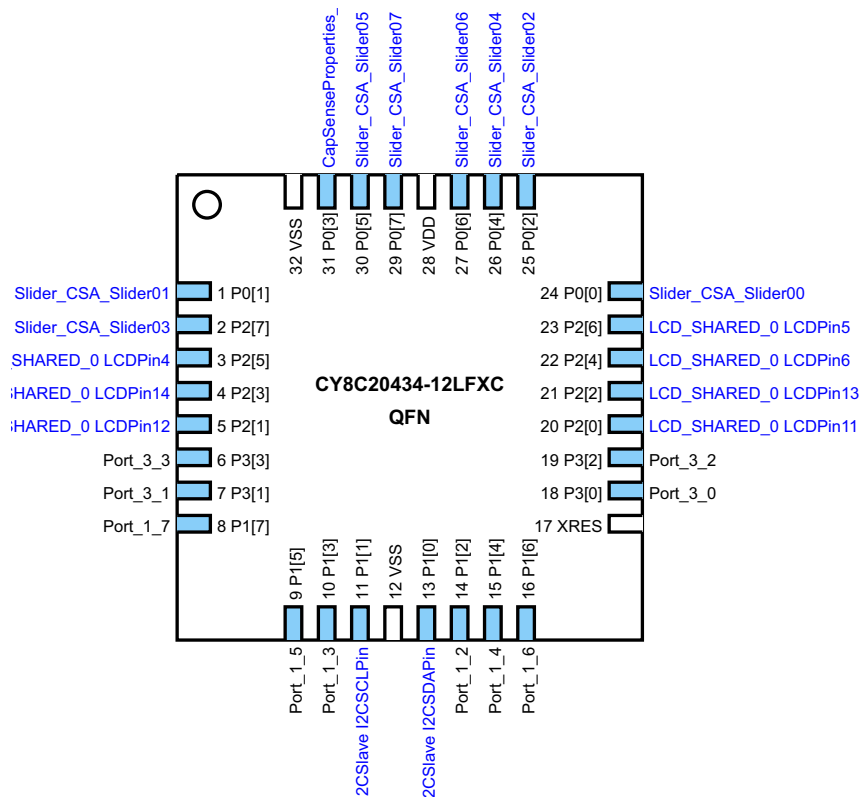 CapSenseProperties_
Slider_CSA_Slider05
Slider_CSA_Slider07
Slider_CSA_Slider06
Slider_CSA_Slider04
Slider_CSA_Slider02
32 VSS
31 P0[3]
30 P0[5]
29 P0[7]
28 VDD
27 P0[6]
26 P0[4]
25 P0[2]
Slider_CSA_Slider01 1 P0[1]
Slider_CSA_Slider03 2 P2[7]
_SHARED_0 LCDPin4 3 P2[5]
HARED_0 LCDPin14 4 P2[3]
HARED_0 LCDPin12 5 P2[1]
Port_3_3 6 P3[3]
Port_3_1 7 P3[1]
Port_1_7 8 P1[7]
CY8C20434-12LFXC
QFN
24 P0[0] Slider_CSA_Slider00
23 P2[6] LCD_SHARED_0 LCDPin5
22 P2[4] LCD_SHARED_0 LCDPin6
21 P2[2] LCD_SHARED_0 LCDPin13
20 P2[0] LCD_SHARED_0 LCDPin11
19 P3[2] Port_3_2
18 P3[0] Port_3_0
17 XRES
9 P1[5]
10 P1[3]
11 P1[1]
12 VSS
13 P1[0]
14 P1[2]
15 P1[4]
16 P1[6]
Port_1_5
Port_1_3
2CSlave I2CSCLPin
2CSlave I2CSDAPin
Port_1_2
Port_1_4
Port_1_6